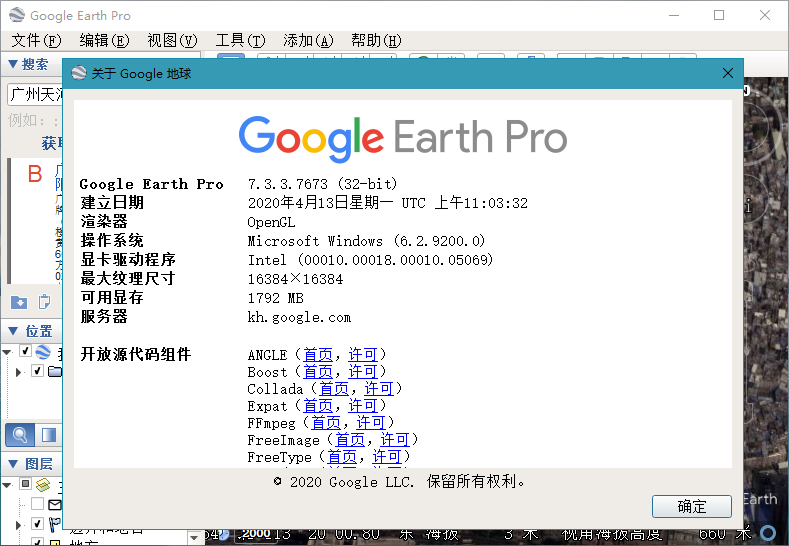 Google Earth Pro
文件(F) 编辑(E) 视图(V) 工具(T) 添加(A) 帮助(H)
搜索
关于 Google 地球
广州天河
例如：
B
Google Earth Pro
Google Earth Pro 7.3.3.7673 (32-bit)
建立日期 2020年4月13日星期一 UTC 上午11:03:32
渲染器 OpenGL
操作系统 Microsoft Windows (6.2.9200.0)
显卡驱动程序 Intel (00010.00018.00010.05069)
最大纹理尺寸 16384×16384
可用显存 1792 MB
服务器 kh.google.com
位置
开放源代码组件 ANGLE（首页，许可）
Boost（首页，许可）
Collada（首页，许可）
Expat（首页，许可）
FFmpeg（首页，许可）
FreeImage（首页，许可）
FreeType（首页，许可）
图层
© 2020 Google LLC. 保留所有权利。
确定
Earth
2000 113 20 00.80 东 海拔 3 米 视角海拔高度 660 米
地方